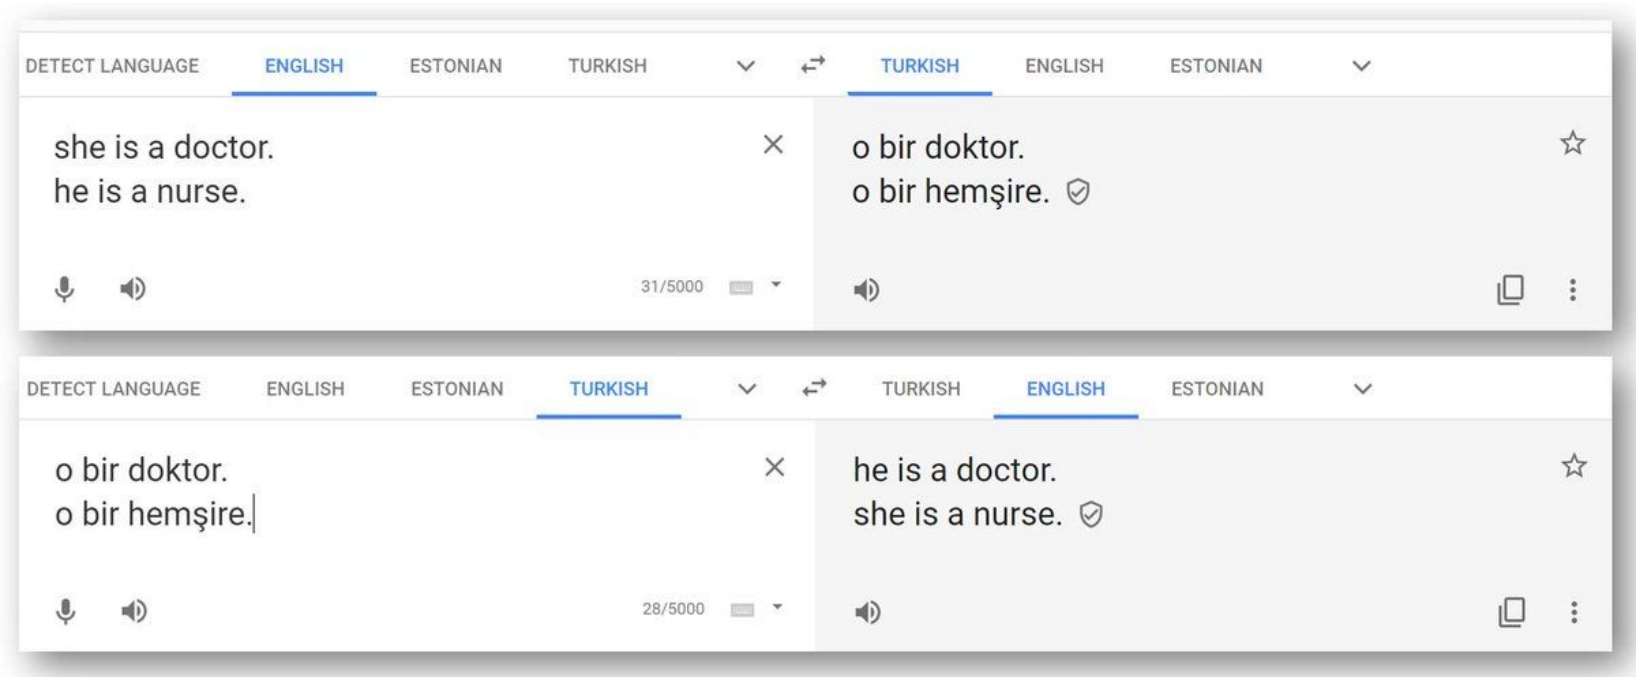 DETECT LANGUAGE ENGLISH ESTONIAN TURKISH TURKISH ENGLISH ESTONIAN
she is a doctor.
he is a nurse.
31/5000
o bir doktor.
o bir hemşire.
DETECT LANGUAGE ENGLISH ESTONIAN TURKISH TURKISH ENGLISH ESTONIAN
o bir doktor.
o bir hemşire.
28/5000
he is a doctor.
she is a nurse.